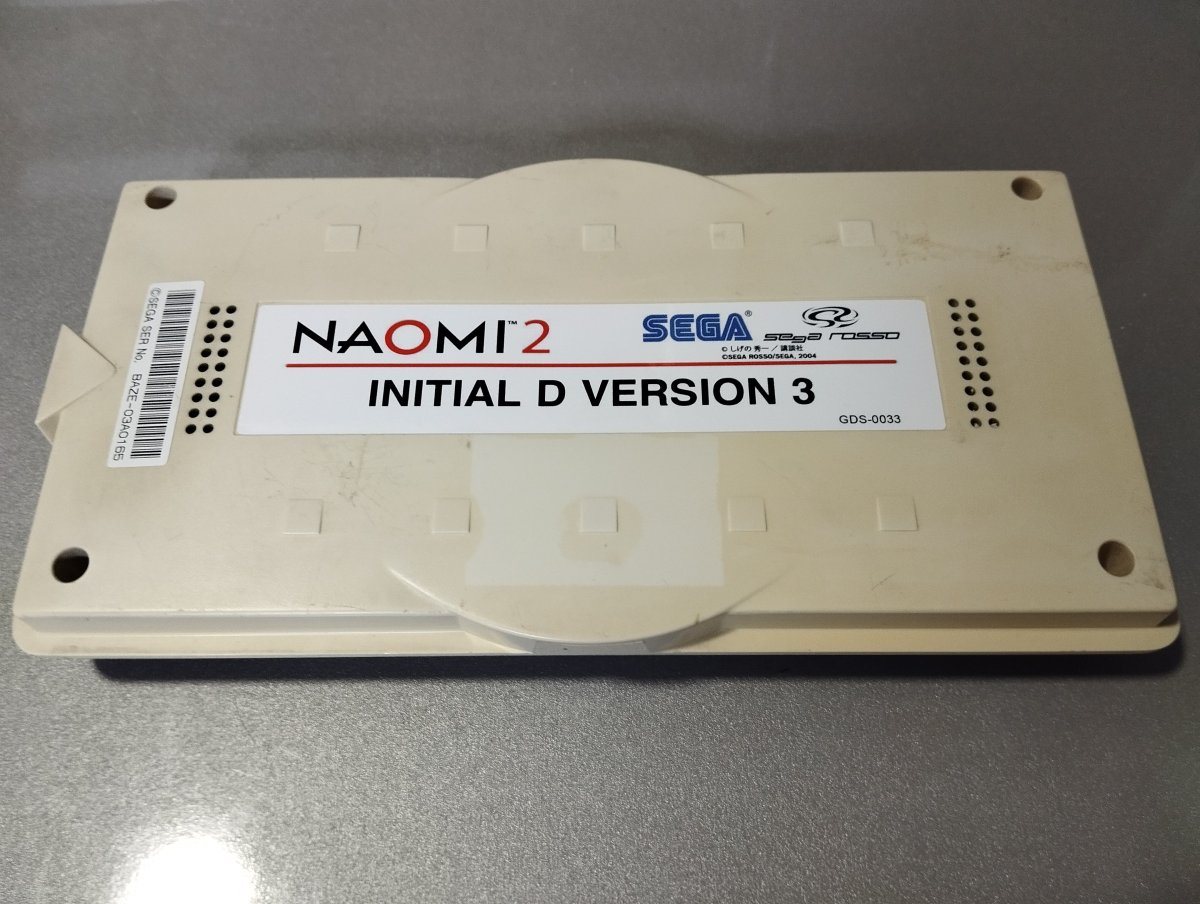 NAOMI™2
SEGA®
sega rosso
© しげの 秀一／講談社
©SEGA ROSSO/SEGA, 2004
INITIAL D VERSION 3
GDS-0033
©SEGA SER No. BAZE-03A0165